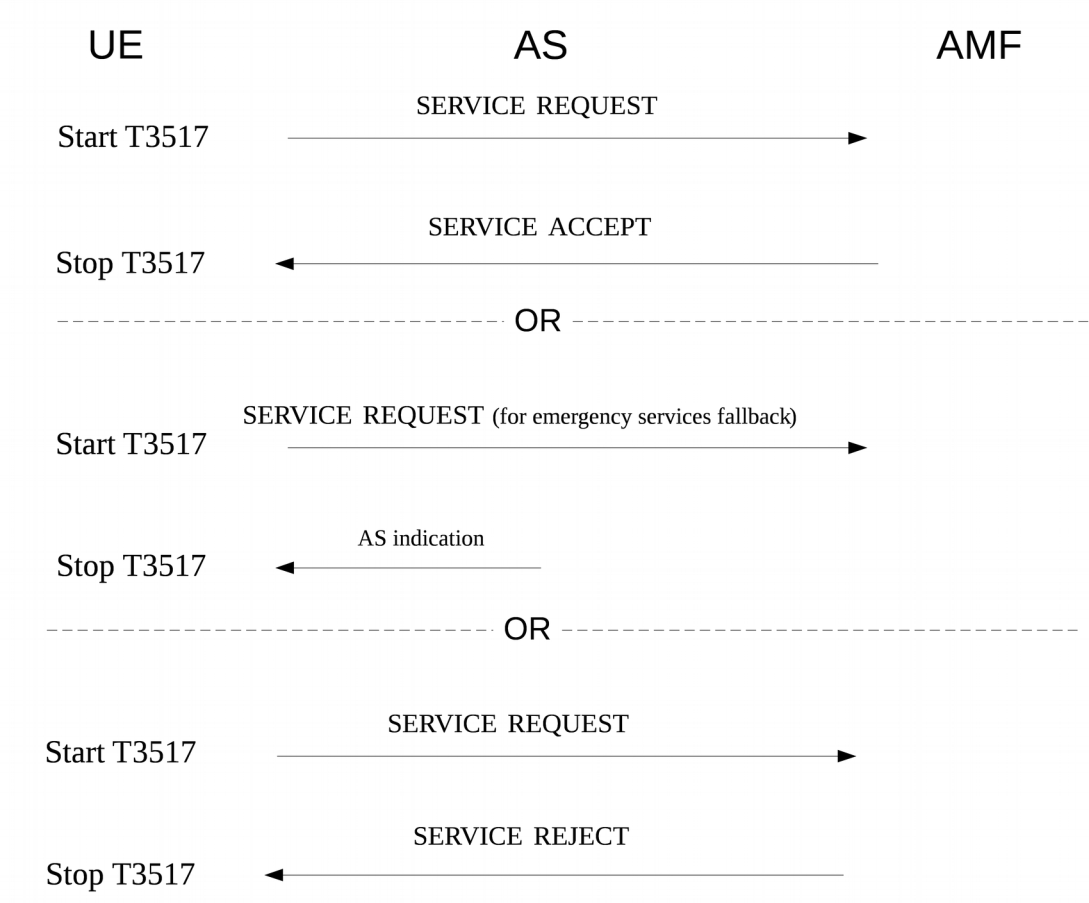 UE AS AMF
SERVICE REQUEST
Start T3517
SERVICE ACCEPT
Stop T3517
OR
SERVICE REQUEST (for emergency services fallback)
Start T3517
AS indication
Stop T3517
OR
SERVICE REQUEST
Start T3517
SERVICE REJECT
Stop T3517